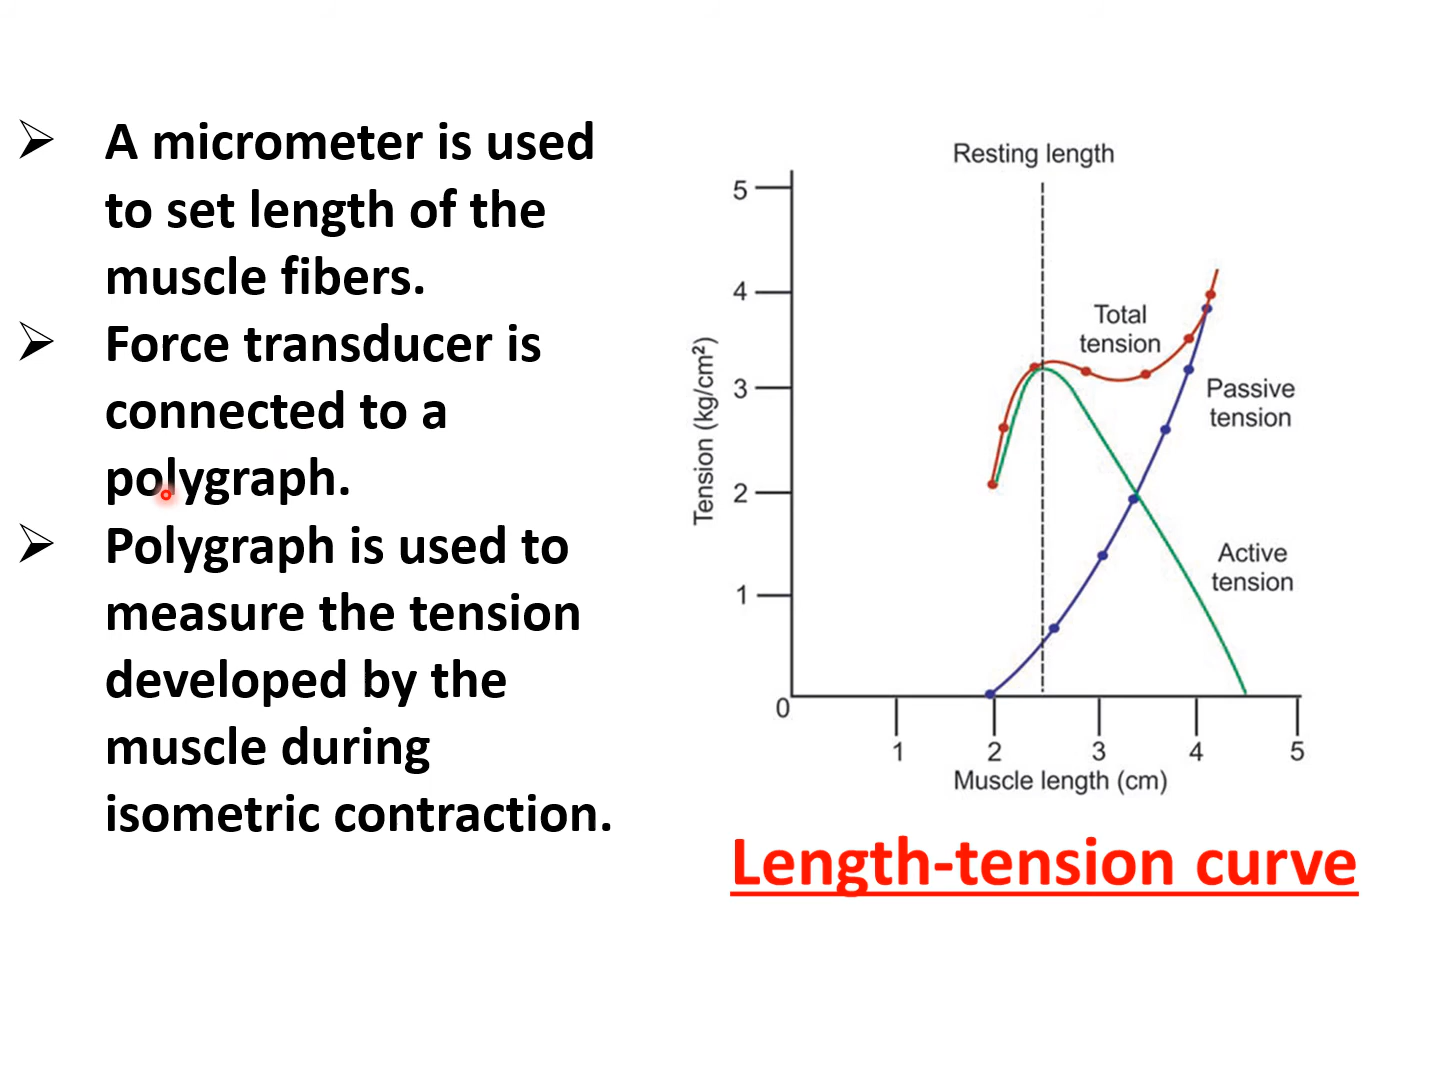 ➢ A micrometer is used
to set length of the
muscle fibers.
➢ Force transducer is
connected to a
polygraph.
➢ Polygraph is used to
measure the tension
developed by the
muscle during
isometric contraction.
Resting length
5
4
3
2
1
0
Tension (kg/cm²)
Total
tension
Passive
tension
Active
tension
1 2 3 4 5
Muscle length (cm)
Length-tension curve